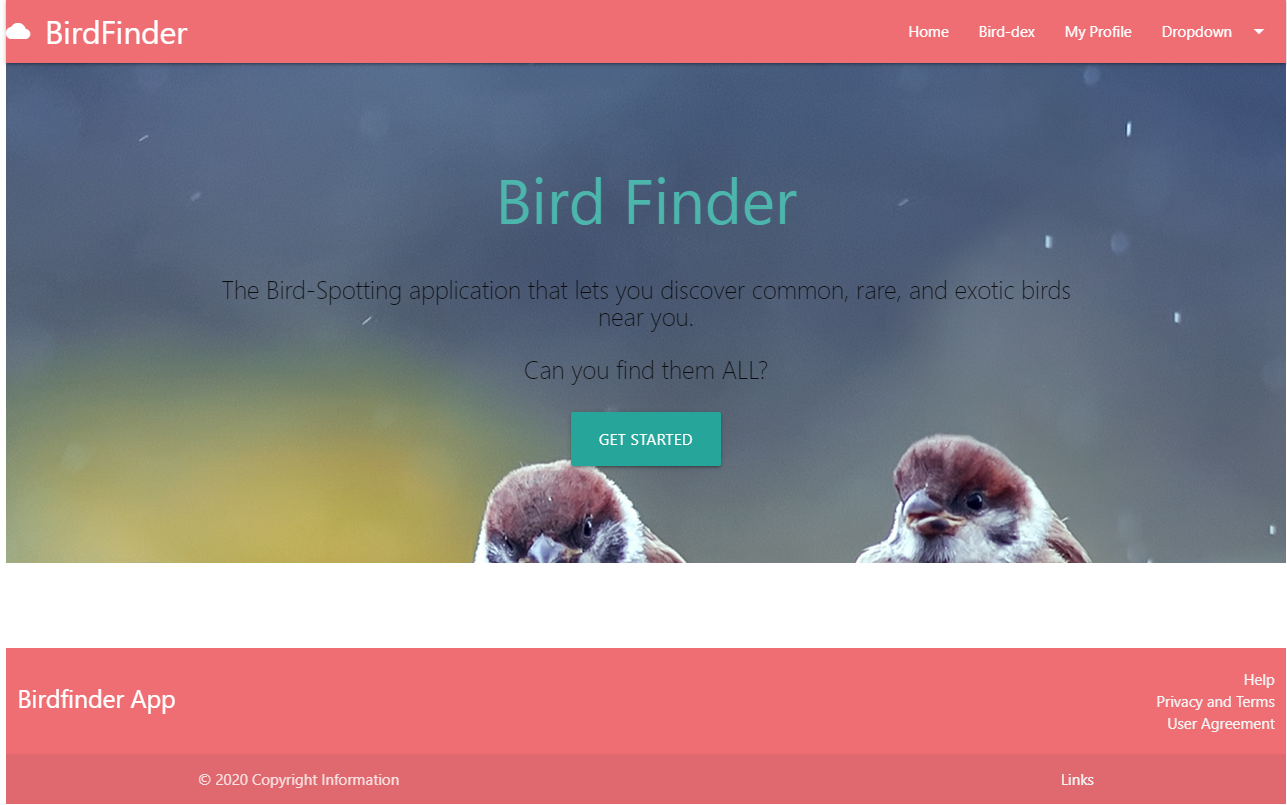 BirdFinder
Home
Bird-dex
My Profile
Dropdown
Bird Finder
The Bird-Spotting application that lets you discover common, rare, and exotic birds
near you.
Can you find them ALL?
GET STARTED
Birdfinder App
Help
Privacy and Terms
User Agreement
© 2020 Copyright Information
Links